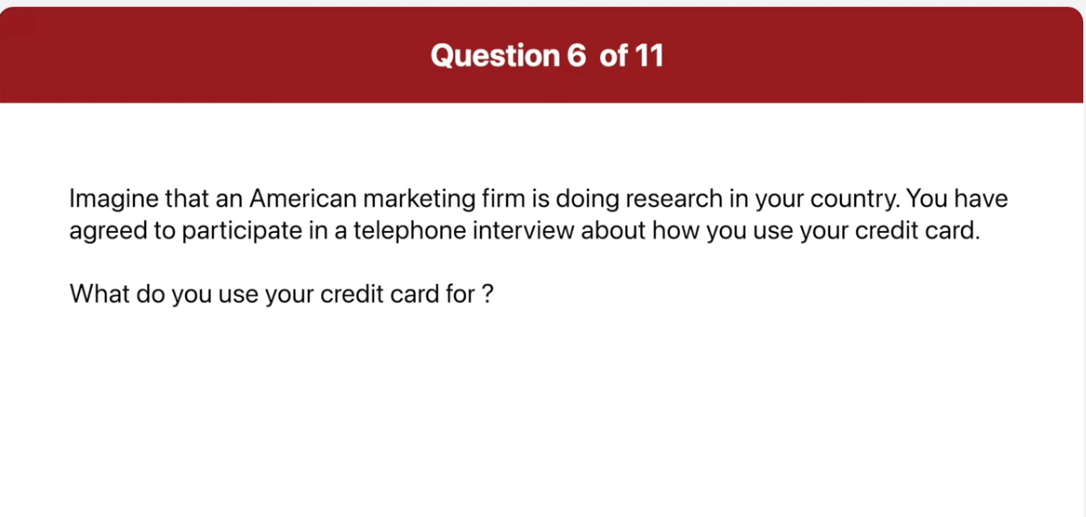 Question 6 of 11
Imagine that an American marketing firm is doing research in your country. You have
agreed to participate in a telephone interview about how you use your credit card.
What do you use your credit card for ?